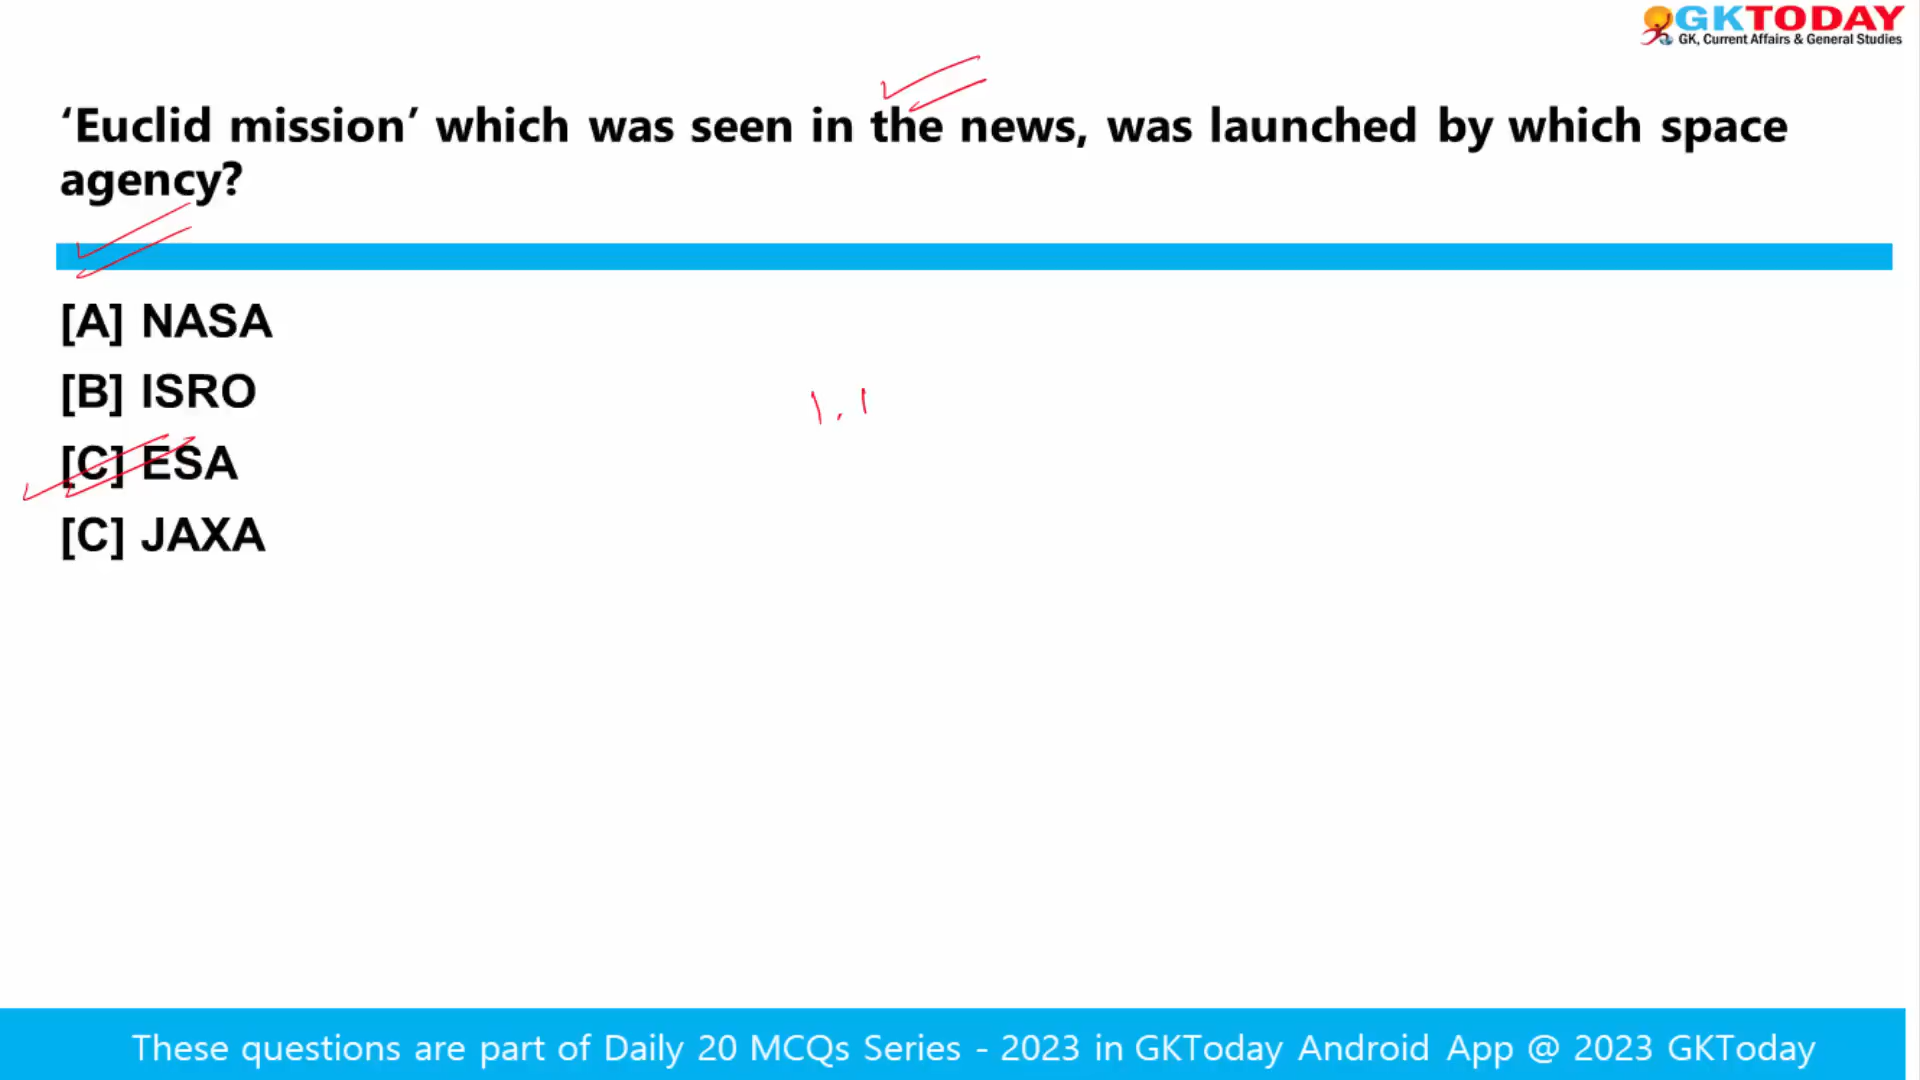 GKTODAY
GK, Current Affairs & General Studies
‘Euclid mission’ which was seen in the news, was launched by which space
agency?
[A] NASA
[B] ISRO
[C] ESA
[C] JAXA
1.1
These questions are part of Daily 20 MCQs Series - 2023 in GKToday Android App @ 2023 GKToday